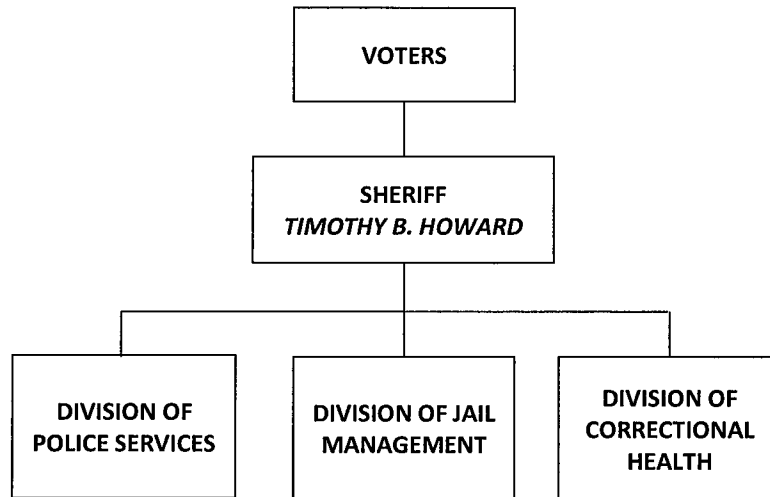 VOTERS
SHERIFF
TIMOTHY B. HOWARD
DIVISION OF
POLICE SERVICES
DIVISION OF JAIL
MANAGEMENT
DIVISION OF
CORRECTIONAL
HEALTH